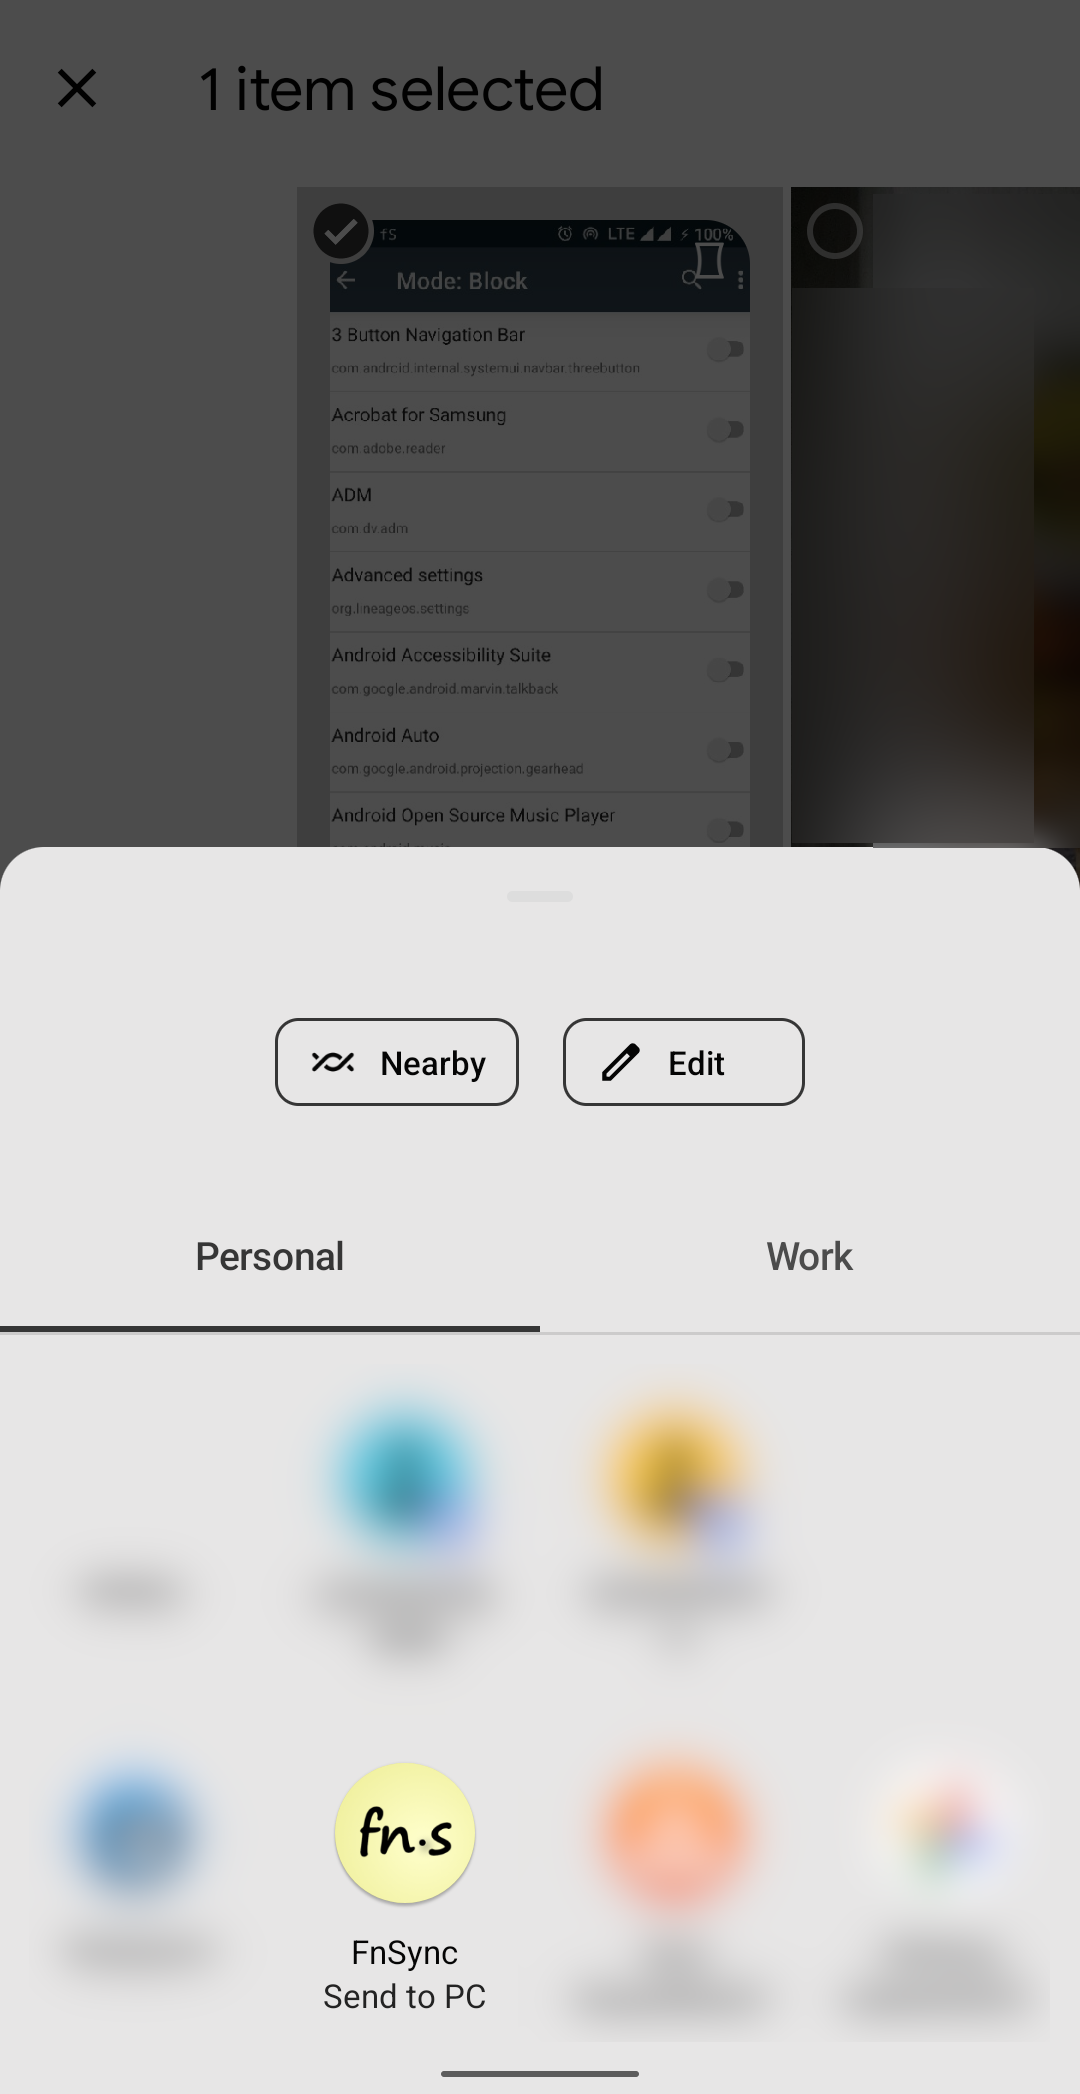 1 item selected
fS LTE 100%
Mode: Block
3 Button Navigation Bar
com.android.internal.systemui.navbar.threebutton
Acrobat for Samsung
com.adobe.reader
ADM
com.dv.adm
Advanced settings
org.lineageos.settings
Android Accessibility Suite
com.google.android.marvin.talkback
Android Auto
com.google.android.projection.gearhead
Android Open Source Music Player
Nearby
Edit
Personal
Work
fn.s
FnSync
Send to PC